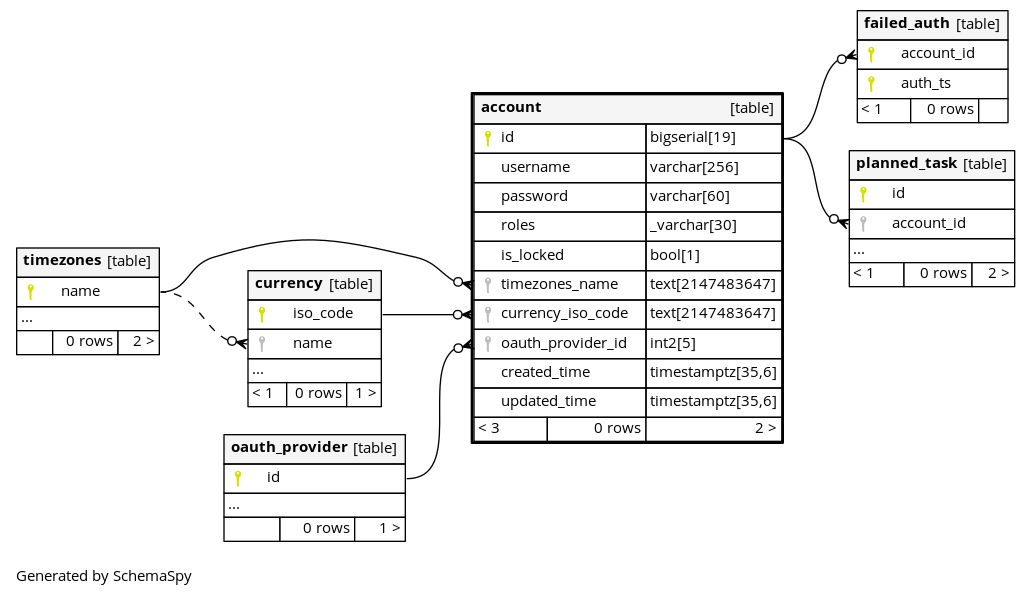 failed_auth [table]
account_id
auth_ts
< 1 0 rows
account [table]
id bigserial[19]
username varchar[256]
password varchar[60]
roles _varchar[30]
is_locked bool[1]
timezones_name text[2147483647]
currency_iso_code text[2147483647]
oauth_provider_id int2[5]
created_time timestamptz[35,6]
updated_time timestamptz[35,6]
< 3 0 rows 2 >
planned_task [table]
id
account_id
...
< 1 0 rows 2 >
timezones [table]
name
...
0 rows 2 >
currency [table]
iso_code
name
...
< 1 0 rows 1 >
oauth_provider [table]
id
...
0 rows 1 >
Generated by SchemaSpy